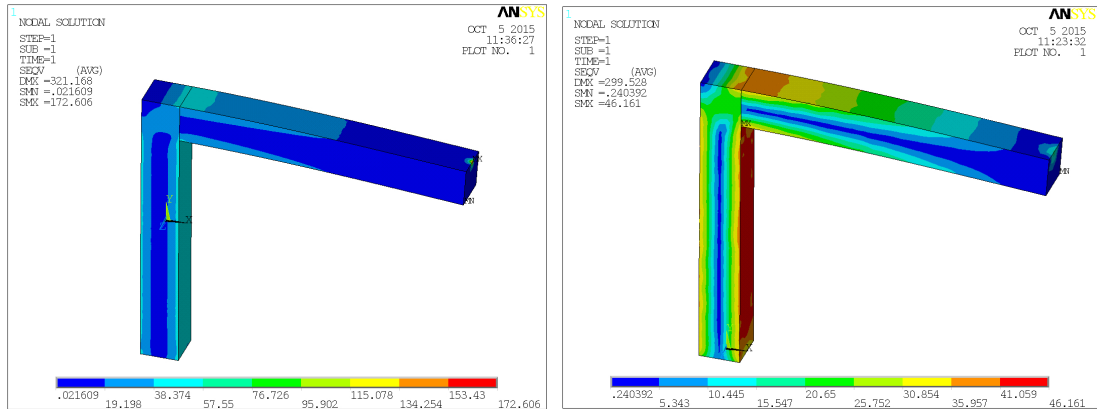 1
ANSYS
NODAL SOLUTION
OCT 5 2015
11:36:27
PLOT NO. 1
STEP=1
SUB =1
TIME=1
SEQV (AVG)
DMX =321.168
SMN =.021609
SMX =172.606
X
MN
Y
Z X
.021609 38.374 76.726 115.078 153.43
19.198 57.55 95.902 134.254 172.606
1
ANSYS
NODAL SOLUTION
OCT 5 2015
11:23:32
PLOT NO. 1
STEP=1
SUB =1
TIME=1
SEQV (AVG)
DMX =299.528
SMN =.240392
SMX =46.161
MX
MN
Y
X
.240392 10.445 20.65 30.854 41.059
5.343 15.547 25.752 35.957 46.161